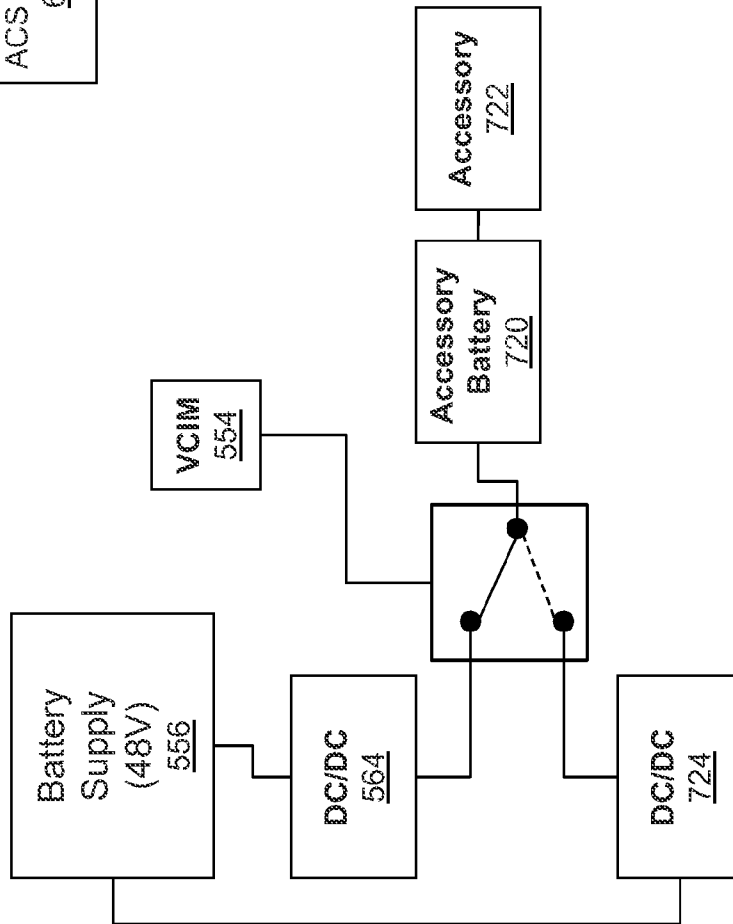 ACS
Battery
Supply
(48V)
556
VCIM
554
DC/DC
564
DC/DC
724
Accessory
Battery
720
Accessory
722